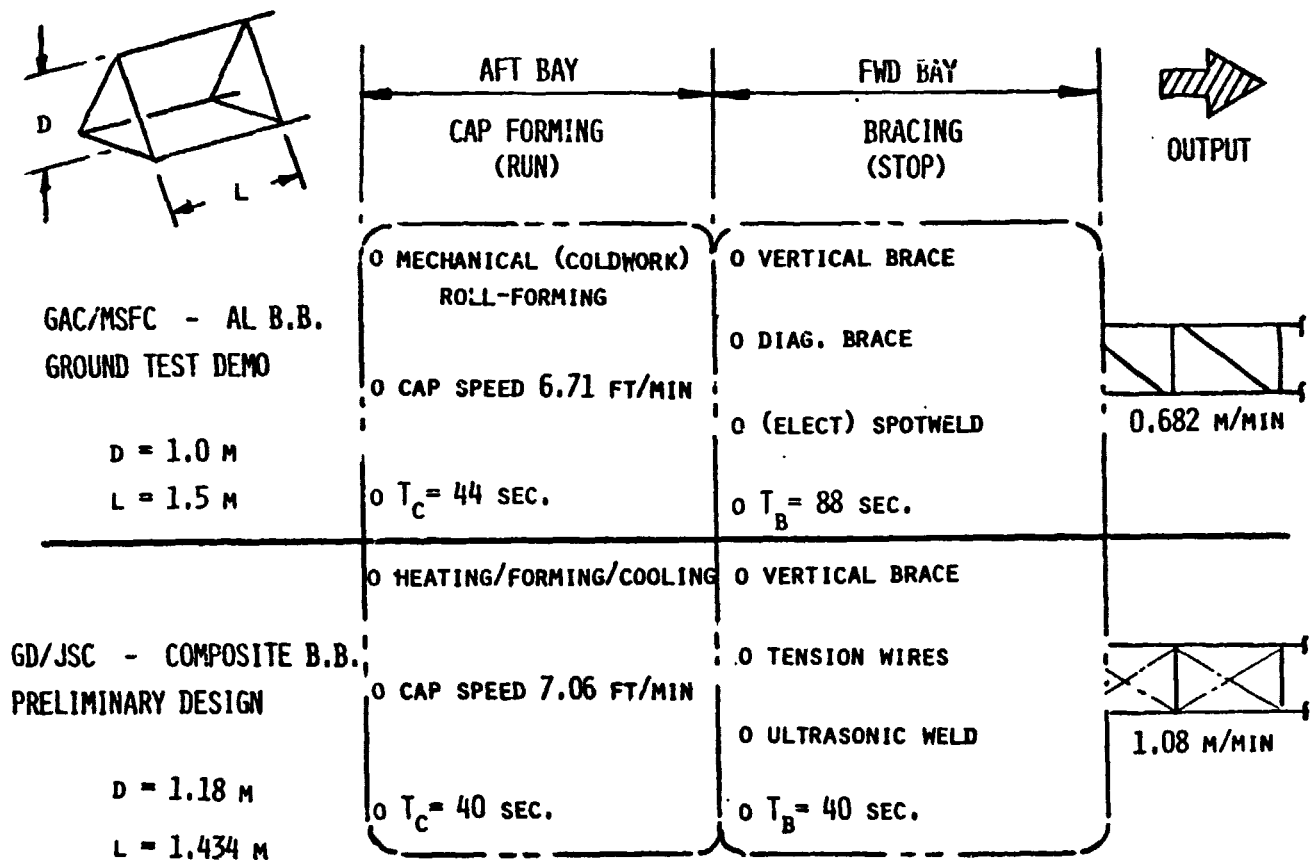 D
L
AFT BAY
CAP FORMING
(RUN)
FWD BAY
BRACING
(STOP)
OUTPUT
GAC/MSFC - AL B.B.
GROUND TEST DEMO
D = 1.0 M
L = 1.5 M
O MECHANICAL (COLDWORK)
ROLL-FORMING
O CAP SPEED 6.71 FT/MIN
O T_C = 44 SEC.
O VERTICAL BRACE
O DIAG. BRACE
O (ELECT) SPOTWELD
O T_B = 88 SEC.
0.682 M/MIN
GD/JSC - COMPOSITE B.B.
PRELIMINARY DESIGN
D = 1.18 M
L = 1.434 M
O HEATING/FORMING/COOLING
O CAP SPEED 7.06 FT/MIN
O T_C = 40 SEC.
O VERTICAL BRACE
O TENSION WIRES
O ULTRASONIC WELD
O T_B = 40 SEC.
1.08 M/MIN